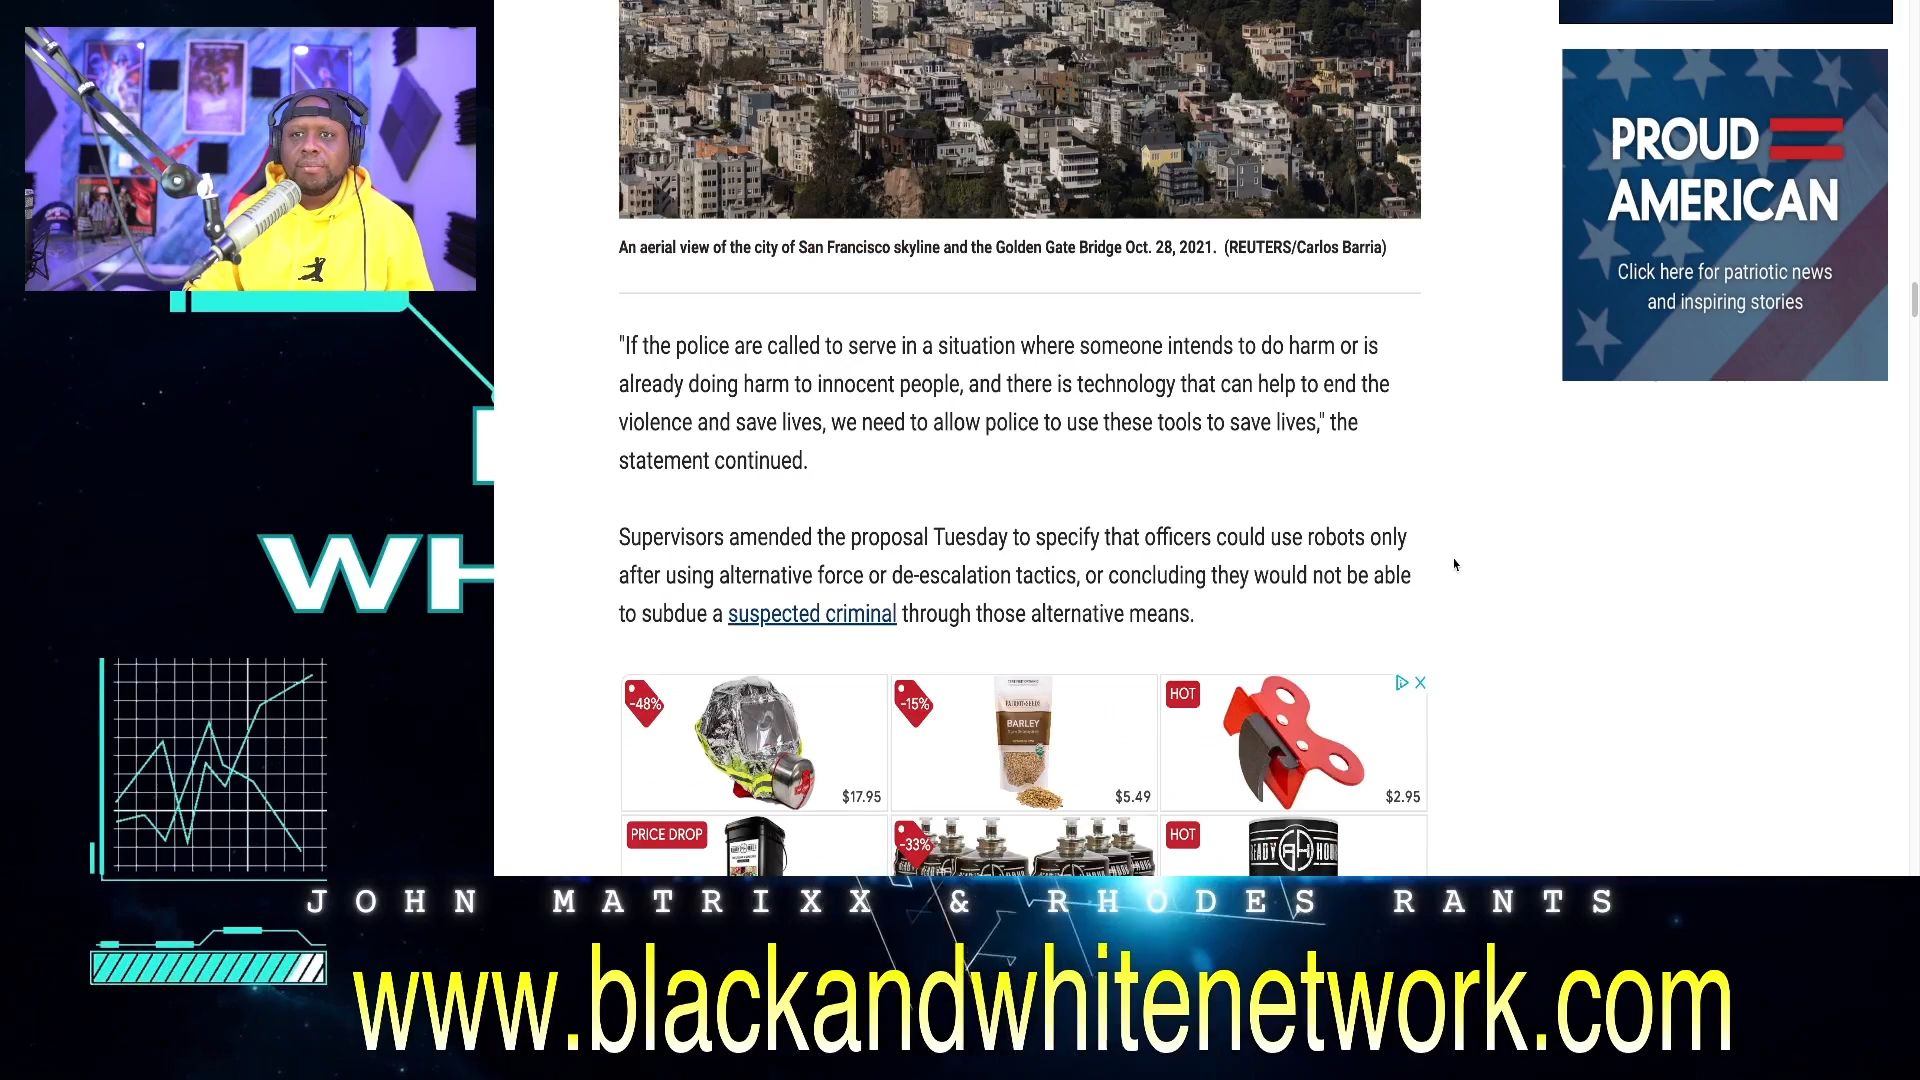 An aerial view of the city of San Francisco skyline and the Golden Gate Bridge Oct. 28, 2021. (REUTERS/Carlos Barria)
"If the police are called to serve in a situation where someone intends to do harm or is
already doing harm to innocent people, and there is technology that can help to end the
violence and save lives, we need to allow police to use these tools to save lives," the
statement continued.
Supervisors amended the proposal Tuesday to specify that officers could use robots only
after using alternative force or de-escalation tactics, or concluding they would not be able
to subdue a suspected criminal through those alternative means.
PROUD
AMERICAN
Click here for patriotic news
and inspiring stories
WH
-48%
$17.95
-15%
PATRIOT SEEDS
BARLEY
$5.49
HOT
$2.95
PRICE DROP
-33%
HOT
READY HOUR
JOHN MATRIXX & RHODES RANTS
www.blackandwhitenetwork.com